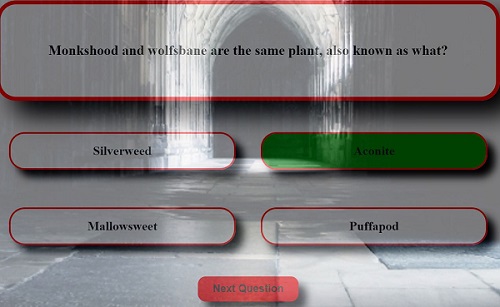 Monkshood and wolfsbane are the same plant, also known as what?
Silverweed
Aconite
Mallowsweet
Puffapod
Next Question